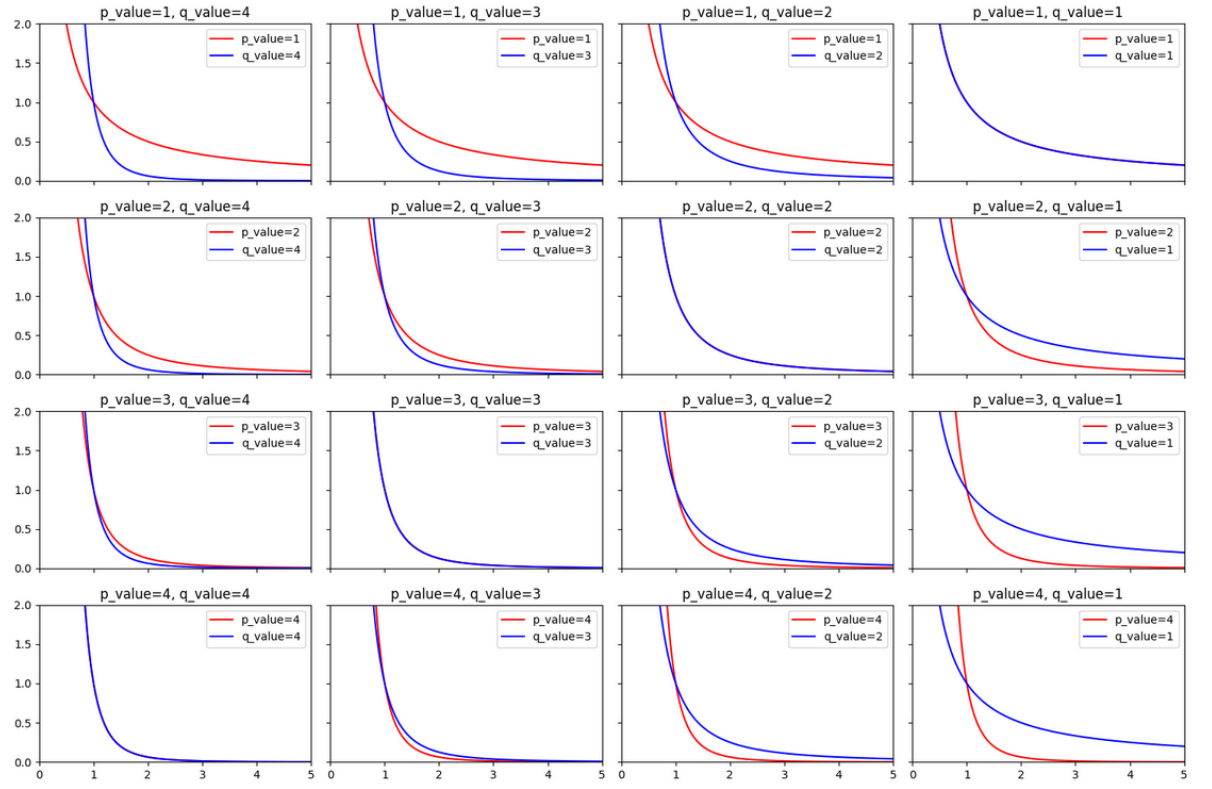 p_value=1, q_value=4
p_value=1, q_value=3
p_value=1, q_value=2
p_value=1, q_value=1
2.0
1.5
1.0
0.5
0.0
p_value=1
q_value=4
p_value=1
q_value=3
p_value=1
q_value=2
p_value=1
q_value=1
p_value=2, q_value=4
p_value=2, q_value=3
p_value=2, q_value=2
p_value=2, q_value=1
2.0
1.5
1.0
0.5
0.0
p_value=2
q_value=4
p_value=2
q_value=3
p_value=2
q_value=2
p_value=2
q_value=1
p_value=3, q_value=4
p_value=3, q_value=3
p_value=3, q_value=2
p_value=3, q_value=1
2.0
1.5
1.0
0.5
0.0
p_value=3
q_value=4
p_value=3
q_value=3
p_value=3
q_value=2
p_value=3
q_value=1
p_value=4, q_value=4
p_value=4, q_value=3
p_value=4, q_value=2
p_value=4, q_value=1
2.0
1.5
1.0
0.5
0.0
p_value=4
q_value=4
p_value=4
q_value=3
p_value=4
q_value=2
p_value=4
q_value=1
0 1 2 3 4 5
0 1 2 3 4 5
0 1 2 3 4 5
0 1 2 3 4 5